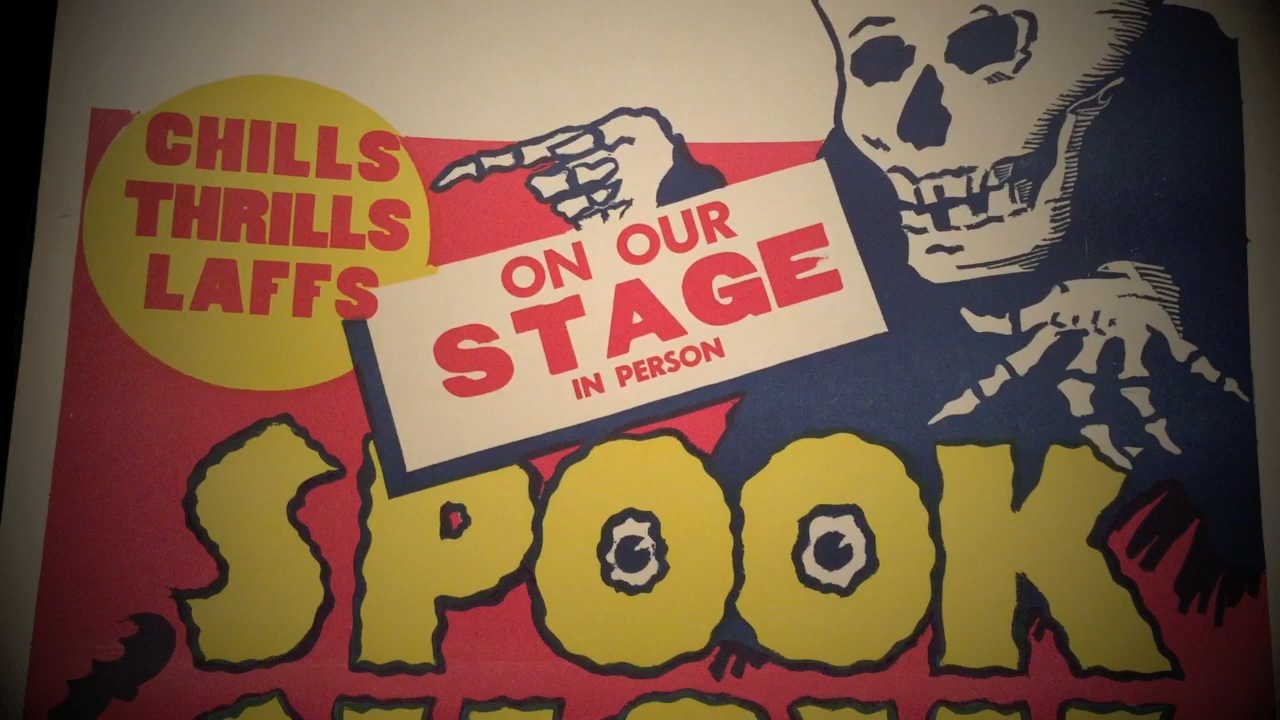 CHILLS
THRILLS
LAFFS
ON OUR
STAGE
IN PERSON
SPOOK